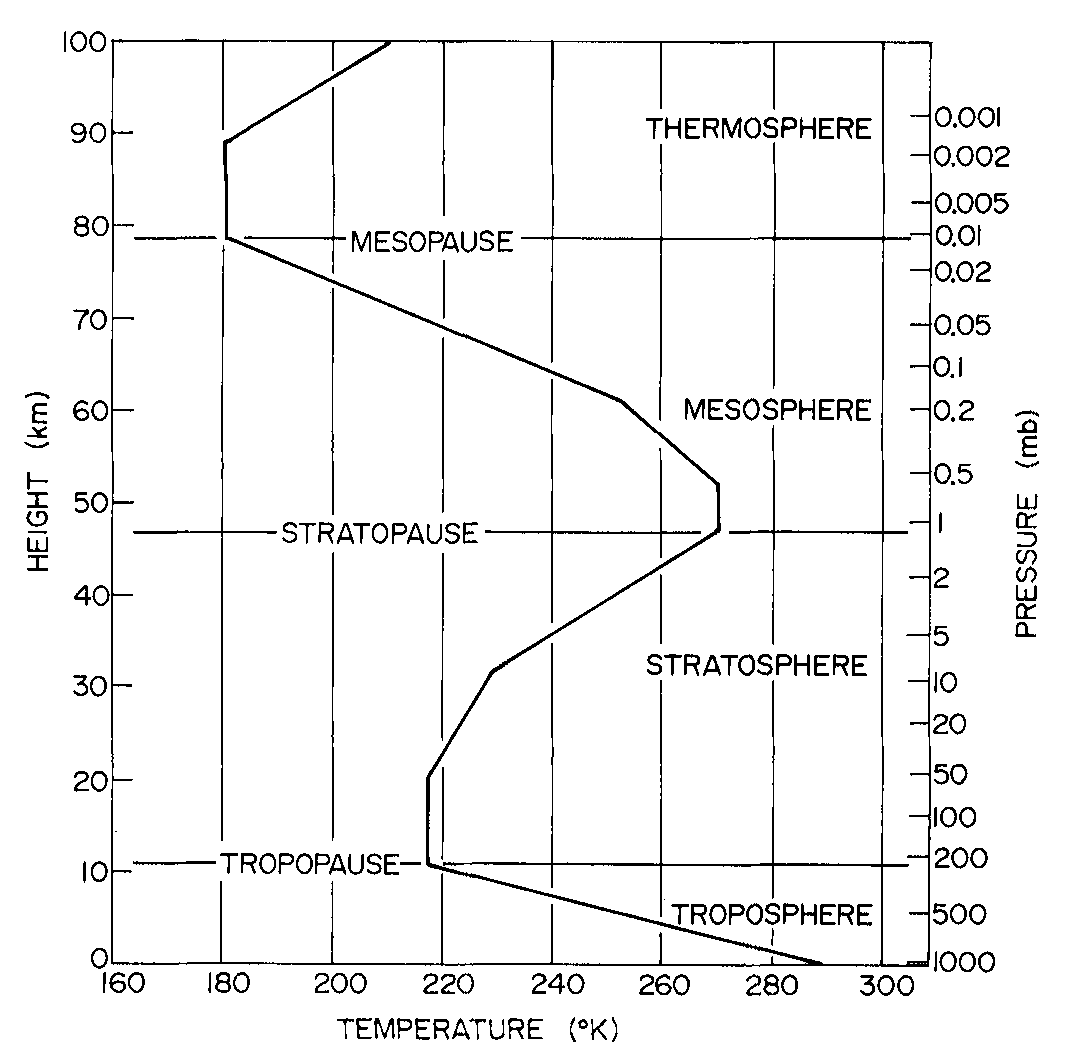 HEIGHT (km)
100
90
80
70
60
50
40
30
20
10
0
THERMOSPHERE
MESOPAUSE
MESOSPHERE
STRATOPAUSE
STRATOSPHERE
TROPOPAUSE
TROPOSPHERE
0.001
0.002
0.005
0.01
0.02
0.05
0.1
0.2
0.5
1
2
5
10
20
50
100
200
500
1000
PRESSURE (mb)
160 180 200 220 240 260 280 300
TEMPERATURE (°K)